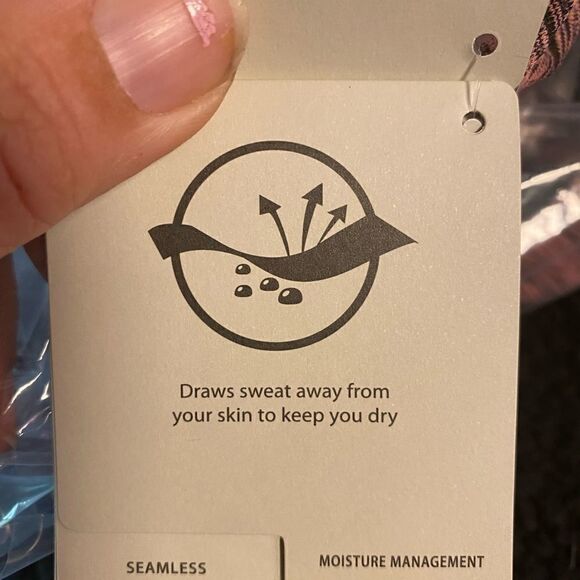 Draws sweat away from
your skin to keep you dry
SEAMLESS
MOISTURE MANAGEMENT